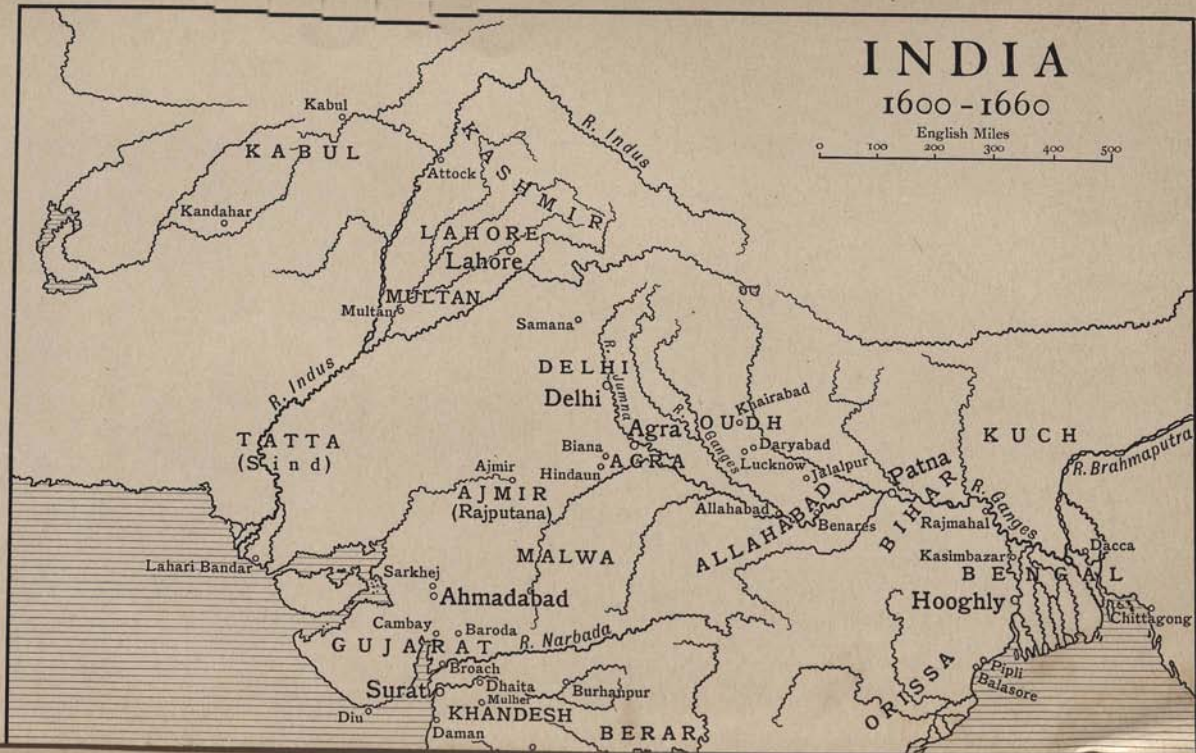 INDIA
1600 – 1660
English Miles
0 100 200 300 400 500
Kabul
KABUL
KASHMIR
R. Indus
Attock
Kandahar
LAHORE
Lahore
MULTAN
Multan
Samana
R. Indus
DELHI
Delhi
R. Jumna
R. Ganges
OUDH
Khairabad
KUCH
TATTA
(Sind)
Agra
Biana
AGRA
Hindaun
Daryabad
Lucknow
Jalalpur
Patna
R. Brahmaputra
Ajmir
AJMIR
(Rajputana)
Allahabad
ALLAHABAD
Benares
BIHAR
R. Ganges
Rajmahal
Lahari Bandar
MALWA
Kasimbazar
Dacca
BENGAL
Sarkhej
Ahmadabad
Hooghly
Chittagong
Cambay
Baroda
R. Narbada
GUJARAT
Broach
Surat
Dhaita
Mulher
Burhanpur
ORISSA
Pipli
Balasore
Diu
KHANDESH
Daman
BERAR